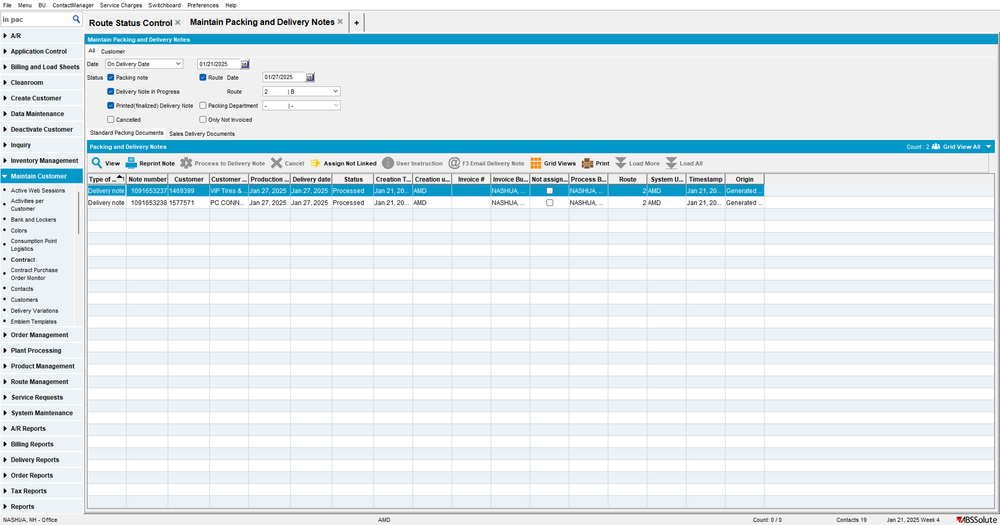 File Menu BU ContactManager Service Charges Switchboard Preferences Help
in pac
Route Status Control
Maintain Packing and Delivery Notes
+
A/R
Application Control
Billing and Load Sheets
Cleanroom
Create Customer
Data Maintenance
Deactivate Customer
Inquiry
Inventory Management
Maintain Customer
Active Web Sessions
Activities per
Customer
Bank and Lockers
Colors
Consumption Point
Logistics
Contract
Contract Purchase
Order Monitor
Contacts
Customers
Delivery Variations
Emblem Templates
Order Management
Plant Processing
Product Management
Route Management
Service Requests
System Maintenance
A/R Reports
Billing Reports
Delivery Reports
Order Reports
Tax Reports
Reports
Maintain Packing and Delivery Notes
All Customer
Date On Delivery Date 01/21/2025 16
Status Packing note Route Date 01/27/2025 16
Delivery Note in Progress Route 2 | B
Printed(finalized) Delivery Note Packing Department - | -
Cancelled Only Not Invoiced
Standard Packing Documents Sales Delivery Documents
Packing and Delivery Notes Count : 2 Grid View All
View Reprint Note Process to Delivery Note Cancel Assign Not Linked User Instruction F3 Email Delivery Note Grid Views Print Load More Load All
Type of ... 1 Note number Customer Customer ... Production ... Delivery date Status Creation T... Creation u... Invoice # Invoice Bu... Not assign... Process B... Route System U... Timestamp Origin
Delivery note 1091653237 1469399 VIP Tires & ... Jan 27, 2025 Jan 27, 2025 Processed Jan 21, 20... AMD NASHUA, ... NASHUA, ... 2 AMD Jan 21, 20... Generated ...
Delivery note 1091653238 1577571 PC CONN... Jan 27, 2025 Jan 27, 2025 Processed Jan 21, 20... AMD NASHUA, ... NASHUA, ... 2 AMD Jan 21, 20... Generated ...
NASHUA, NH - Office AMD Count: 0 / 0 Contacts 19 Jan 21, 2025 Week 4 ABSSolute